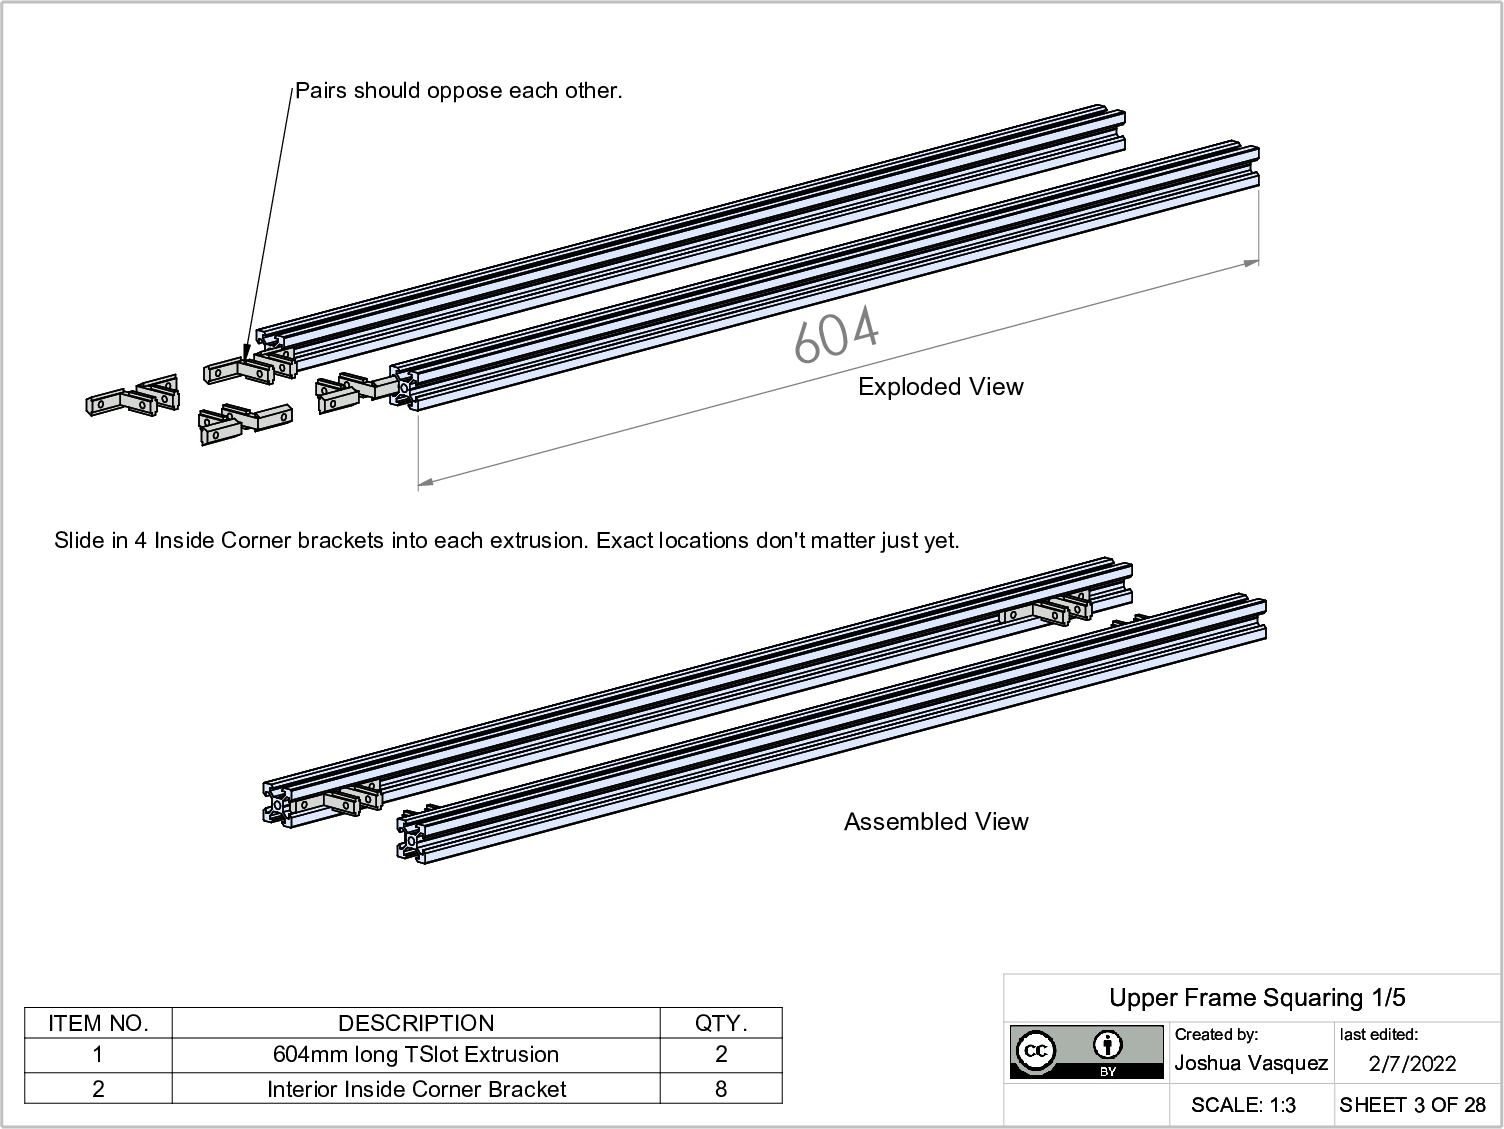 Pairs should oppose each other.
604
Exploded View
Slide in 4 Inside Corner brackets into each extrusion. Exact locations don't matter just yet.
Assembled View
ITEM NO. DESCRIPTION QTY.
1 604mm long TSlot Extrusion 2
2 Interior Inside Corner Bracket 8
Upper Frame Squaring 1/5
cc BY
Created by:
Joshua Vasquez
last edited:
2/7/2022
SCALE: 1:3
SHEET 3 OF 28